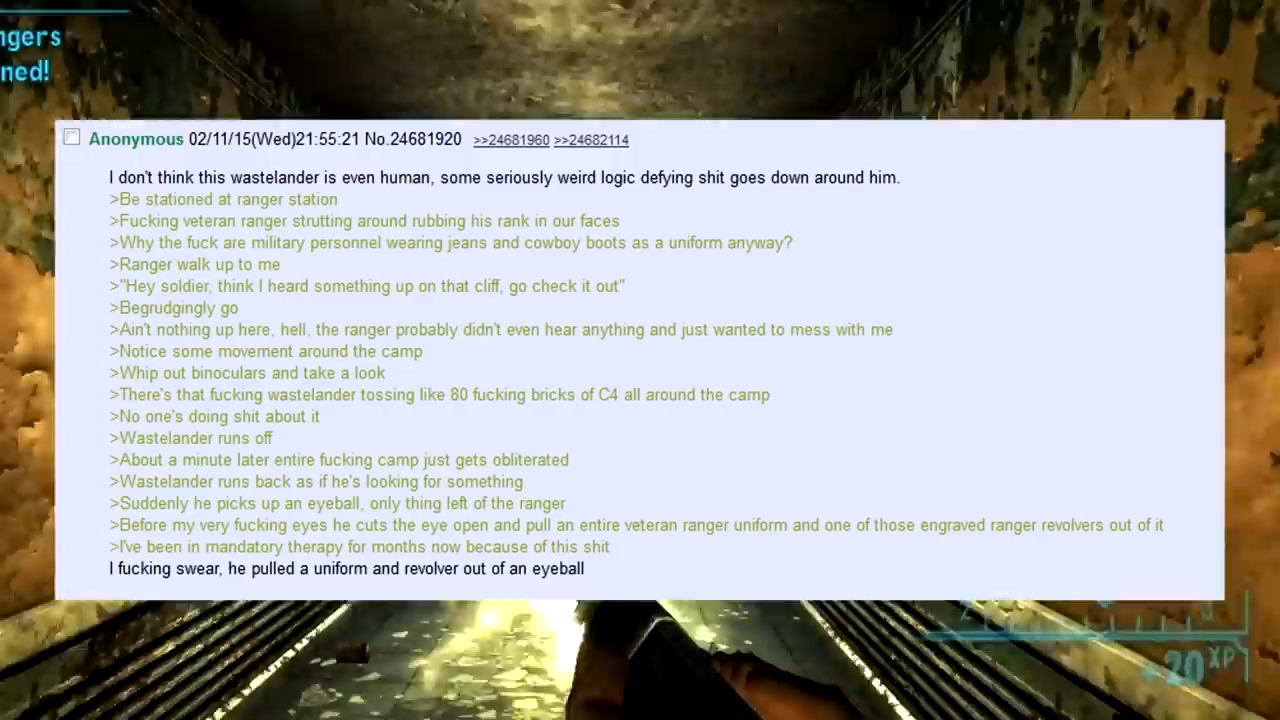 ngers
ned!
Anonymous 02/11/15(Wed)21:55:21 No.24681920 >>24681960 >>24682114
I don't think this wastelander is even human, some seriously weird logic defying shit goes down around him.
>Be stationed at ranger station
>Fucking veteran ranger strutting around rubbing his rank in our faces
>Why the fuck are military personnel wearing jeans and cowboy boots as a uniform anyway?
>Ranger walk up to me
>"Hey soldier, think I heard something up on that cliff, go check it out"
>Begrudgingly go
>Ain't nothing up here, hell, the ranger probably didn't even hear anything and just wanted to mess with me
>Notice some movement around the camp
>Whip out binoculars and take a look
>There's that fucking wastelander tossing like 80 fucking bricks of C4 all around the camp
>No one's doing shit about it
>Wastelander runs off
>About a minute later entire fucking camp just gets obliterated
>Wastelander runs back as if he's looking for something
>Suddenly he picks up an eyeball, only thing left of the ranger
>Before my very fucking eyes he cuts the eye open and pull an entire veteran ranger uniform and one of those engraved ranger revolvers out of it
>I've been in mandatory therapy for months now because of this shit
I fucking swear, he pulled a uniform and revolver out of an eyeball
20 XP